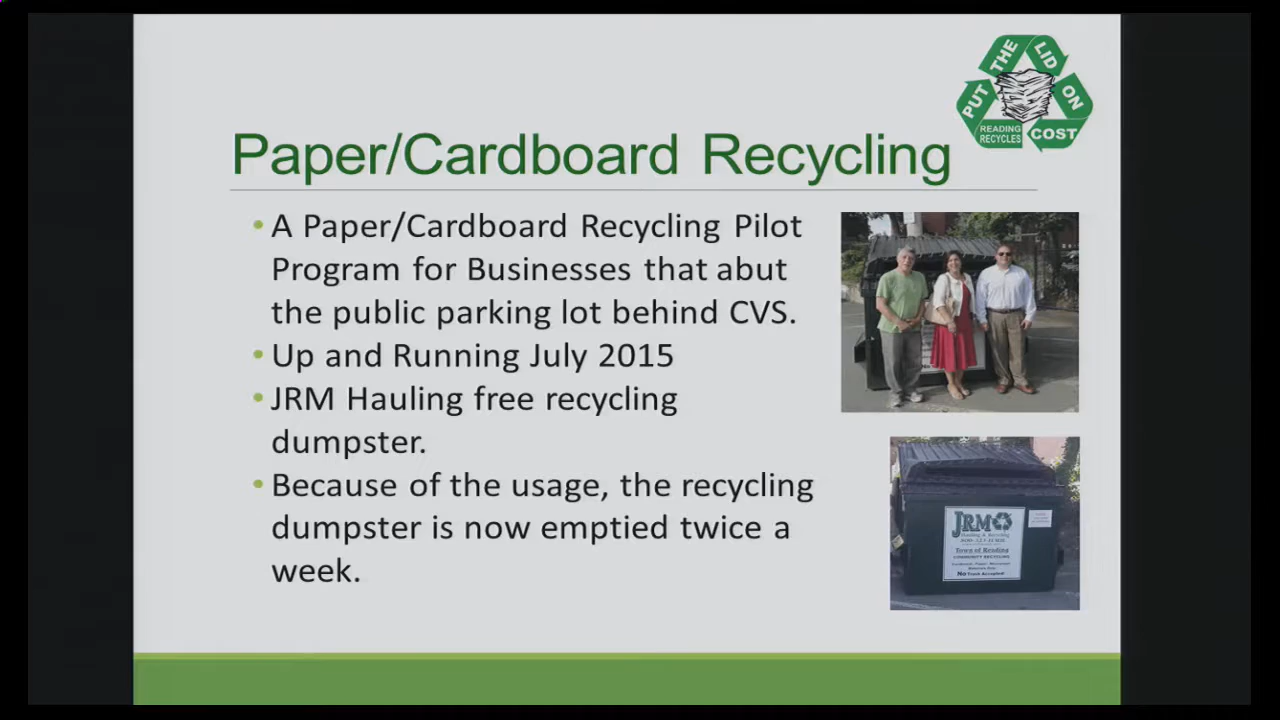 PUT THE LID ON COST
READING
RECYCLES
Paper/Cardboard Recycling
• A Paper/Cardboard Recycling Pilot
Program for Businesses that abut
the public parking lot behind CVS.
• Up and Running July 2015
• JRM Hauling free recycling
dumpster.
• Because of the usage, the recycling
dumpster is now emptied twice a
week.
JRM
Hauling & Recycling
Town of Reading
COMMUNITY RECYCLING
No Trash Accepted